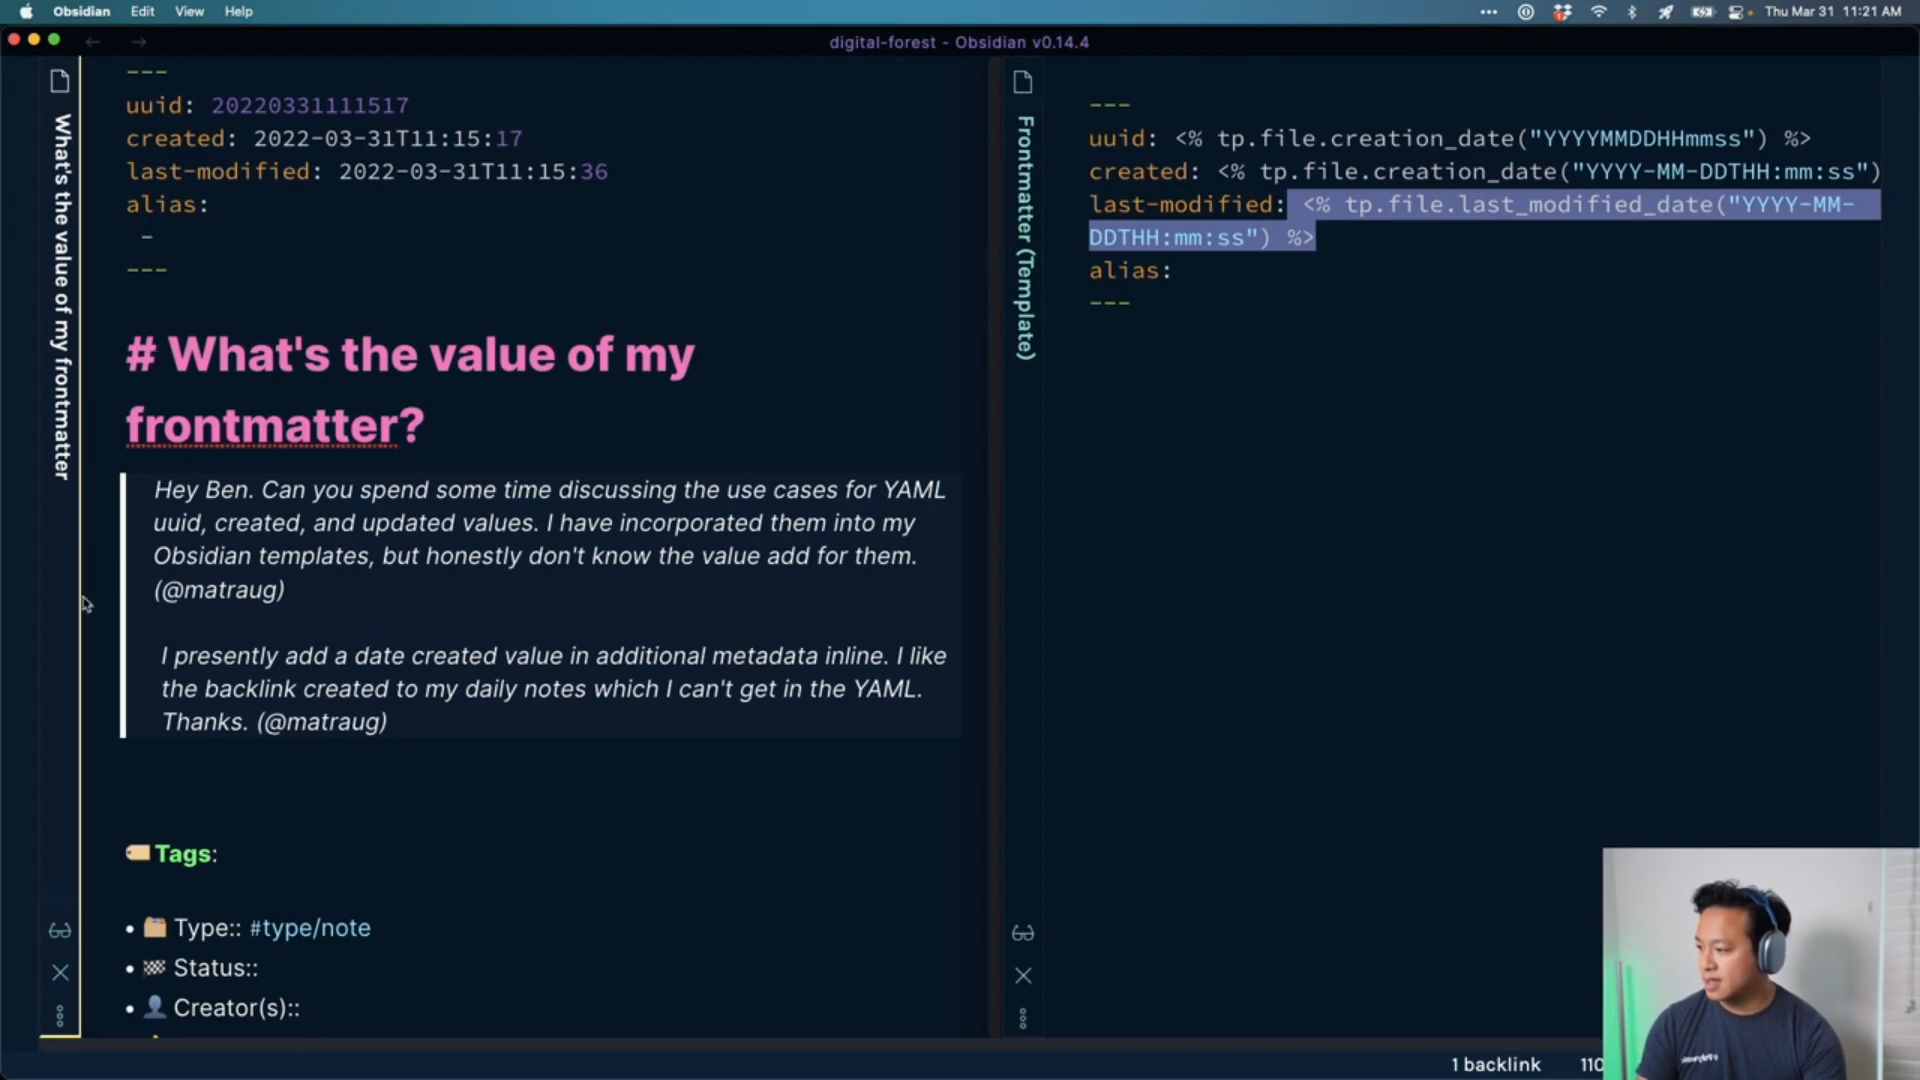 Obsidian Edit View Help
Thu Mar 31 11:21 AM
digital-forest - Obsidian v0.14.4
What's the value of my frontmatter
---
uuid: 20220331111517
created: 2022-03-31T11:15:17
last-modified: 2022-03-31T11:15:36
alias:
-
---
# What's the value of my
frontmatter?
Hey Ben. Can you spend some time discussing the use cases for YAML
uuid, created, and updated values. I have incorporated them into my
Obsidian templates, but honestly don't know the value add for them.
(@matraug)
I presently add a date created value in additional metadata inline. I like
the backlink created to my daily notes which I can't get in the YAML.
Thanks. (@matraug)
Tags:
• Type:: #type/note
• Status::
• Creator(s)::
Frontmatter (Template)
---
uuid: <% tp.file.creation_date("YYYYMMDDHHmmss") %>
created: <% tp.file.creation_date("YYYY-MM-DDTHH:mm:ss")
last-modified: <% tp.file.last_modified_date("YYYY-MM-
DDTHH:mm:ss") %>
alias:
---
1 backlink 110